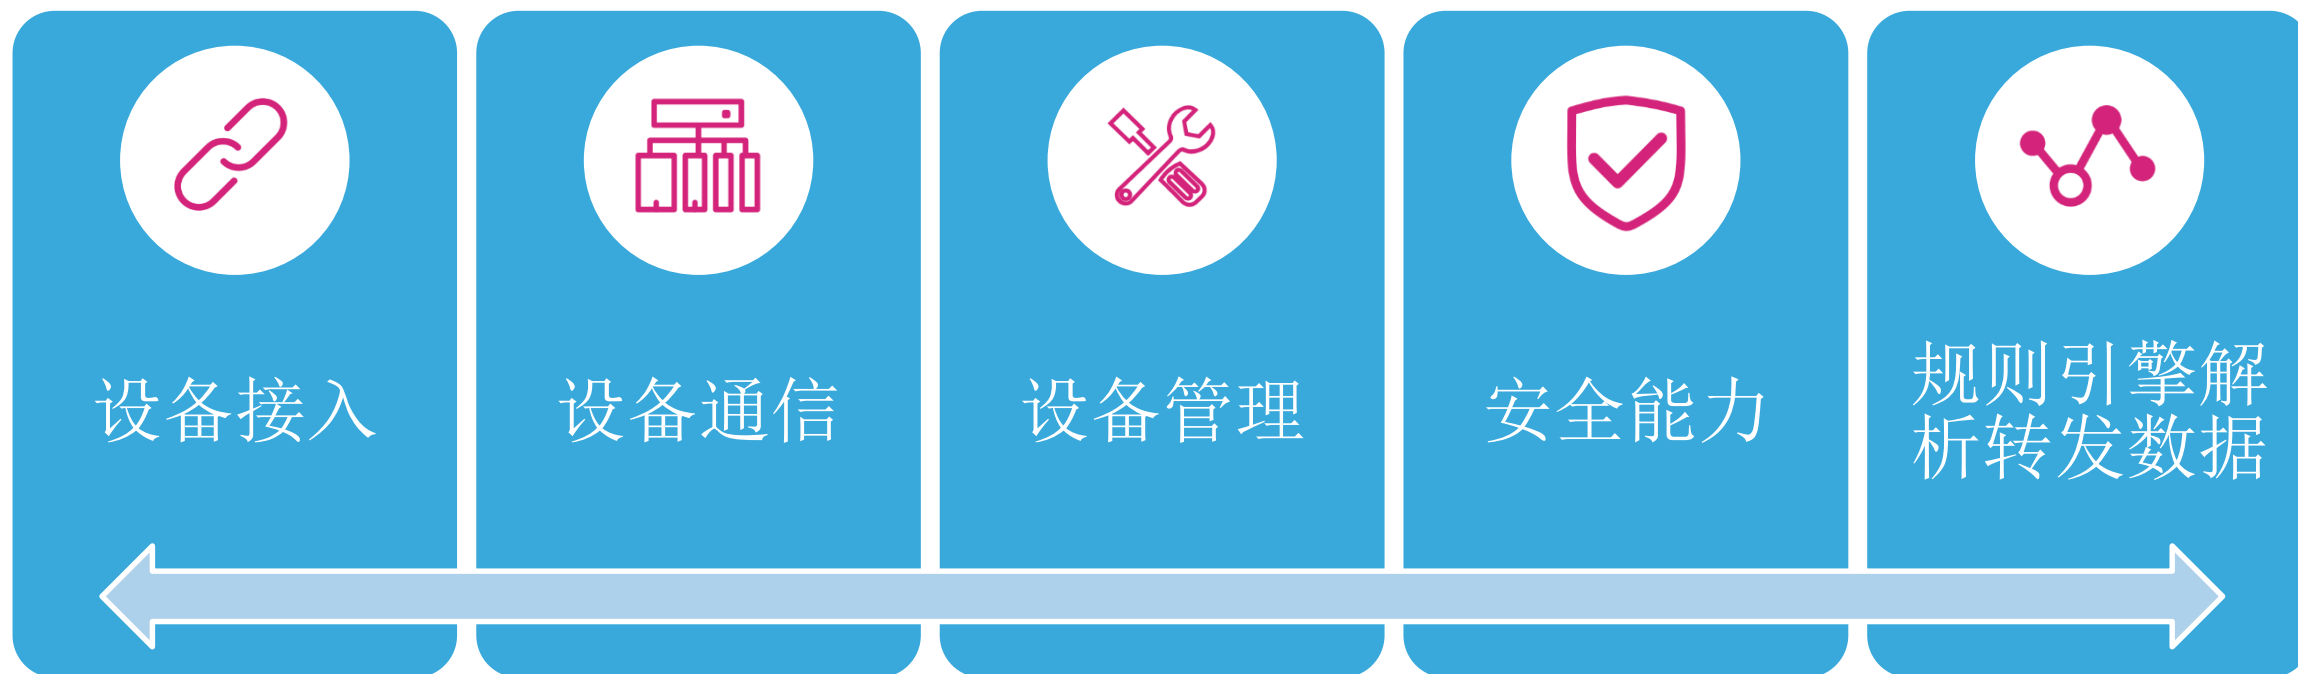 设备接入
设备通信
设备管理
安全能力
规则引擎解
析转发数据